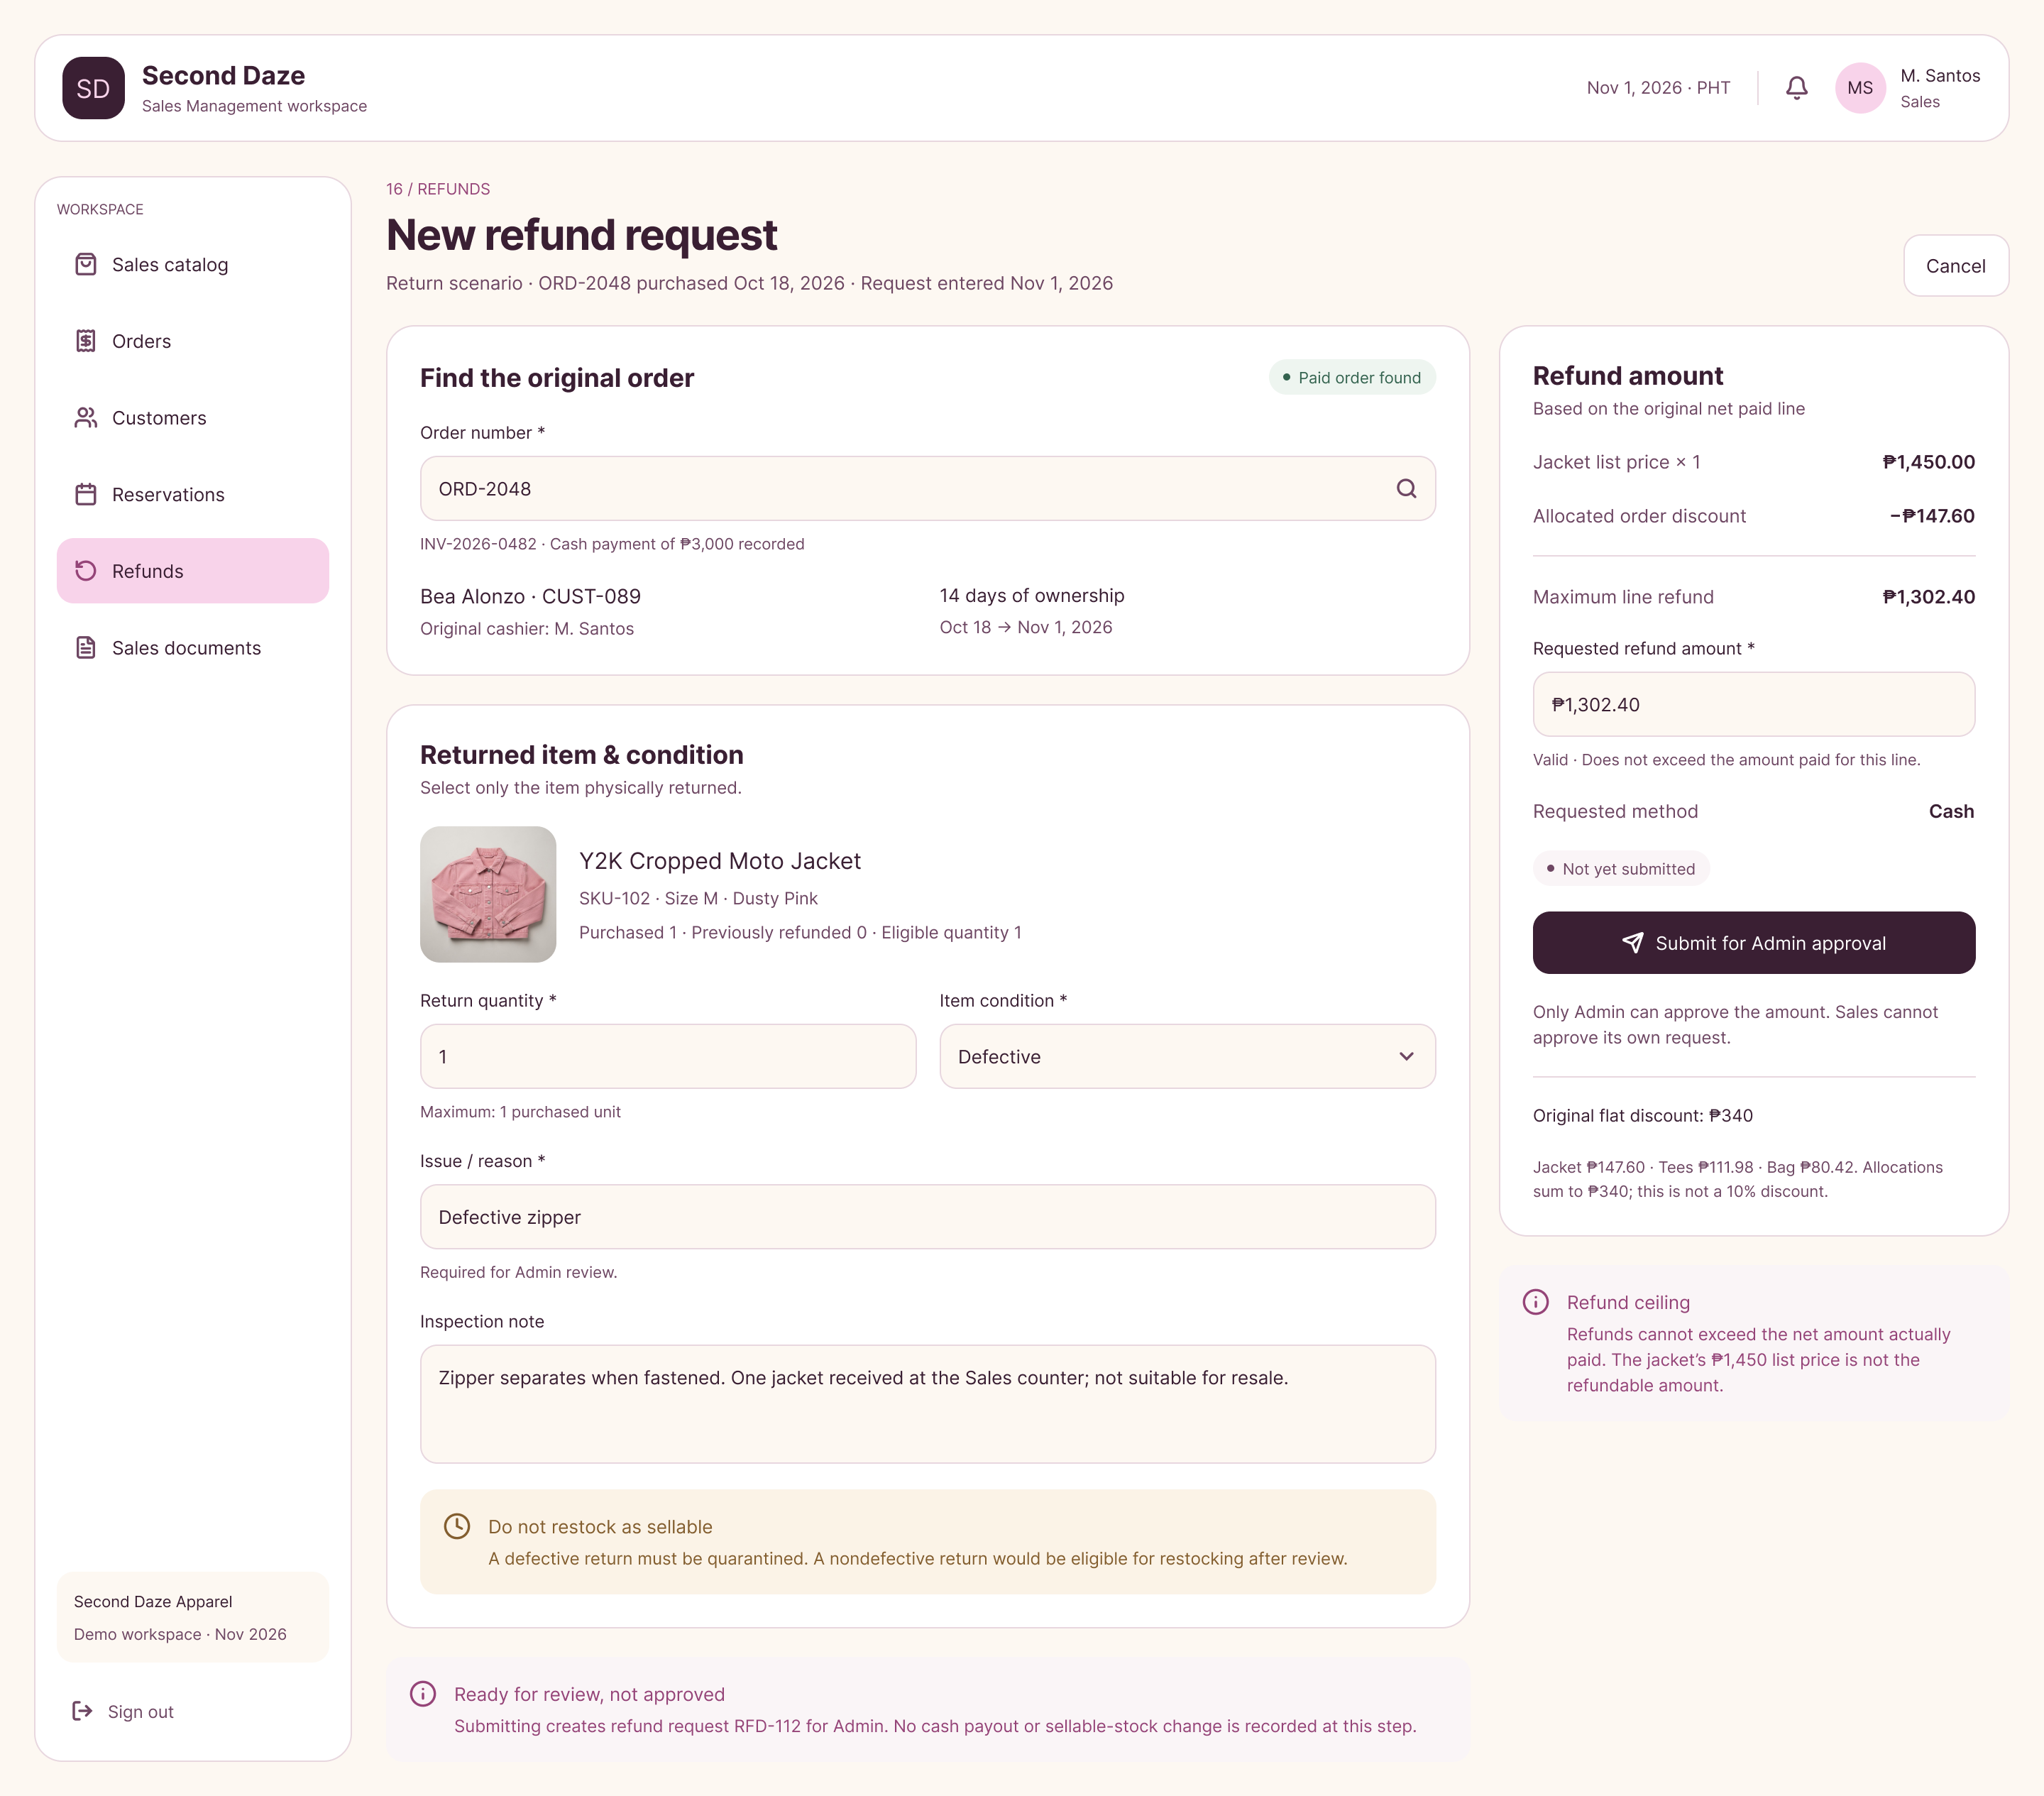 SD
Second Daze
Sales Management workspace
Nov 1, 2026 · PHT
MS
M. Santos
Sales
WORKSPACE
Sales catalog
Orders
Customers
Reservations
Refunds
Sales documents
Second Daze Apparel
Demo workspace · Nov 2026
Sign out
16 / REFUNDS
New refund request
Return scenario · ORD-2048 purchased Oct 18, 2026 · Request entered Nov 1, 2026
Cancel
Find the original order
Paid order found
Order number *
ORD-2048
INV-2026-0482 · Cash payment of ₱3,000 recorded
Bea Alonzo · CUST-089
Original cashier: M. Santos
14 days of ownership
Oct 18 → Nov 1, 2026
Returned item & condition
Select only the item physically returned.
Y2K Cropped Moto Jacket
SKU-102 · Size M · Dusty Pink
Purchased 1 · Previously refunded 0 · Eligible quantity 1
Return quantity *
1
Maximum: 1 purchased unit
Item condition *
Defective
Issue / reason *
Defective zipper
Required for Admin review.
Inspection note
Zipper separates when fastened. One jacket received at the Sales counter; not suitable for resale.
Do not restock as sellable
A defective return must be quarantined. A nondefective return would be eligible for restocking after review.
Ready for review, not approved
Submitting creates refund request RFD-112 for Admin. No cash payout or sellable-stock change is recorded at this step.
Refund amount
Based on the original net paid line
Jacket list price × 1
₱1,450.00
Allocated order discount
−₱147.60
Maximum line refund
₱1,302.40
Requested refund amount *
₱1,302.40
Valid · Does not exceed the amount paid for this line.
Requested method
Cash
Not yet submitted
Submit for Admin approval
Only Admin can approve the amount. Sales cannot
approve its own request.
Original flat discount: ₱340
Jacket ₱147.60 · Tees ₱111.98 · Bag ₱80.42. Allocations
sum to ₱340; this is not a 10% discount.
Refund ceiling
Refunds cannot exceed the net amount actually
paid. The jacket’s ₱1,450 list price is not the
refundable amount.